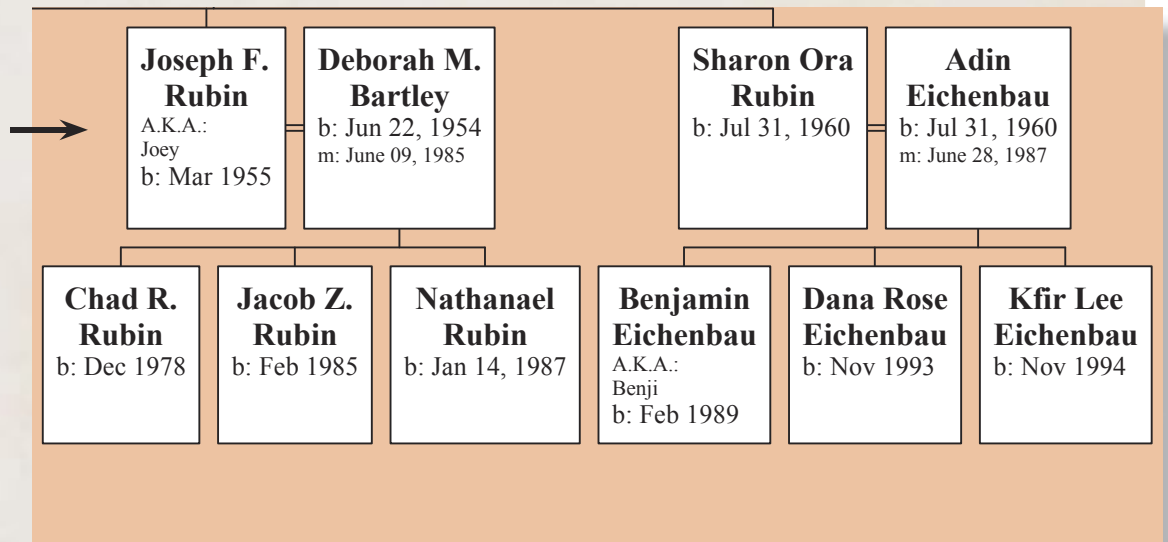 Joseph F.
Rubin
A.K.A.:
Joey
b: Mar 1955
Deborah M.
Bartley
b: Jun 22, 1954
m: June 09, 1985
Sharon Ora
Rubin
b: Jul 31, 1960
Adin
Eichenbau
b: Jul 31, 1960
m: June 28, 1987
Chad R.
Rubin
b: Dec 1978
Jacob Z.
Rubin
b: Feb 1985
Nathanael
Rubin
b: Jan 14, 1987
Benjamin
Eichenbau
A.K.A.:
Benji
b: Feb 1989
Dana Rose
Eichenbau
b: Nov 1993
Kfir Lee
Eichenbau
b: Nov 1994